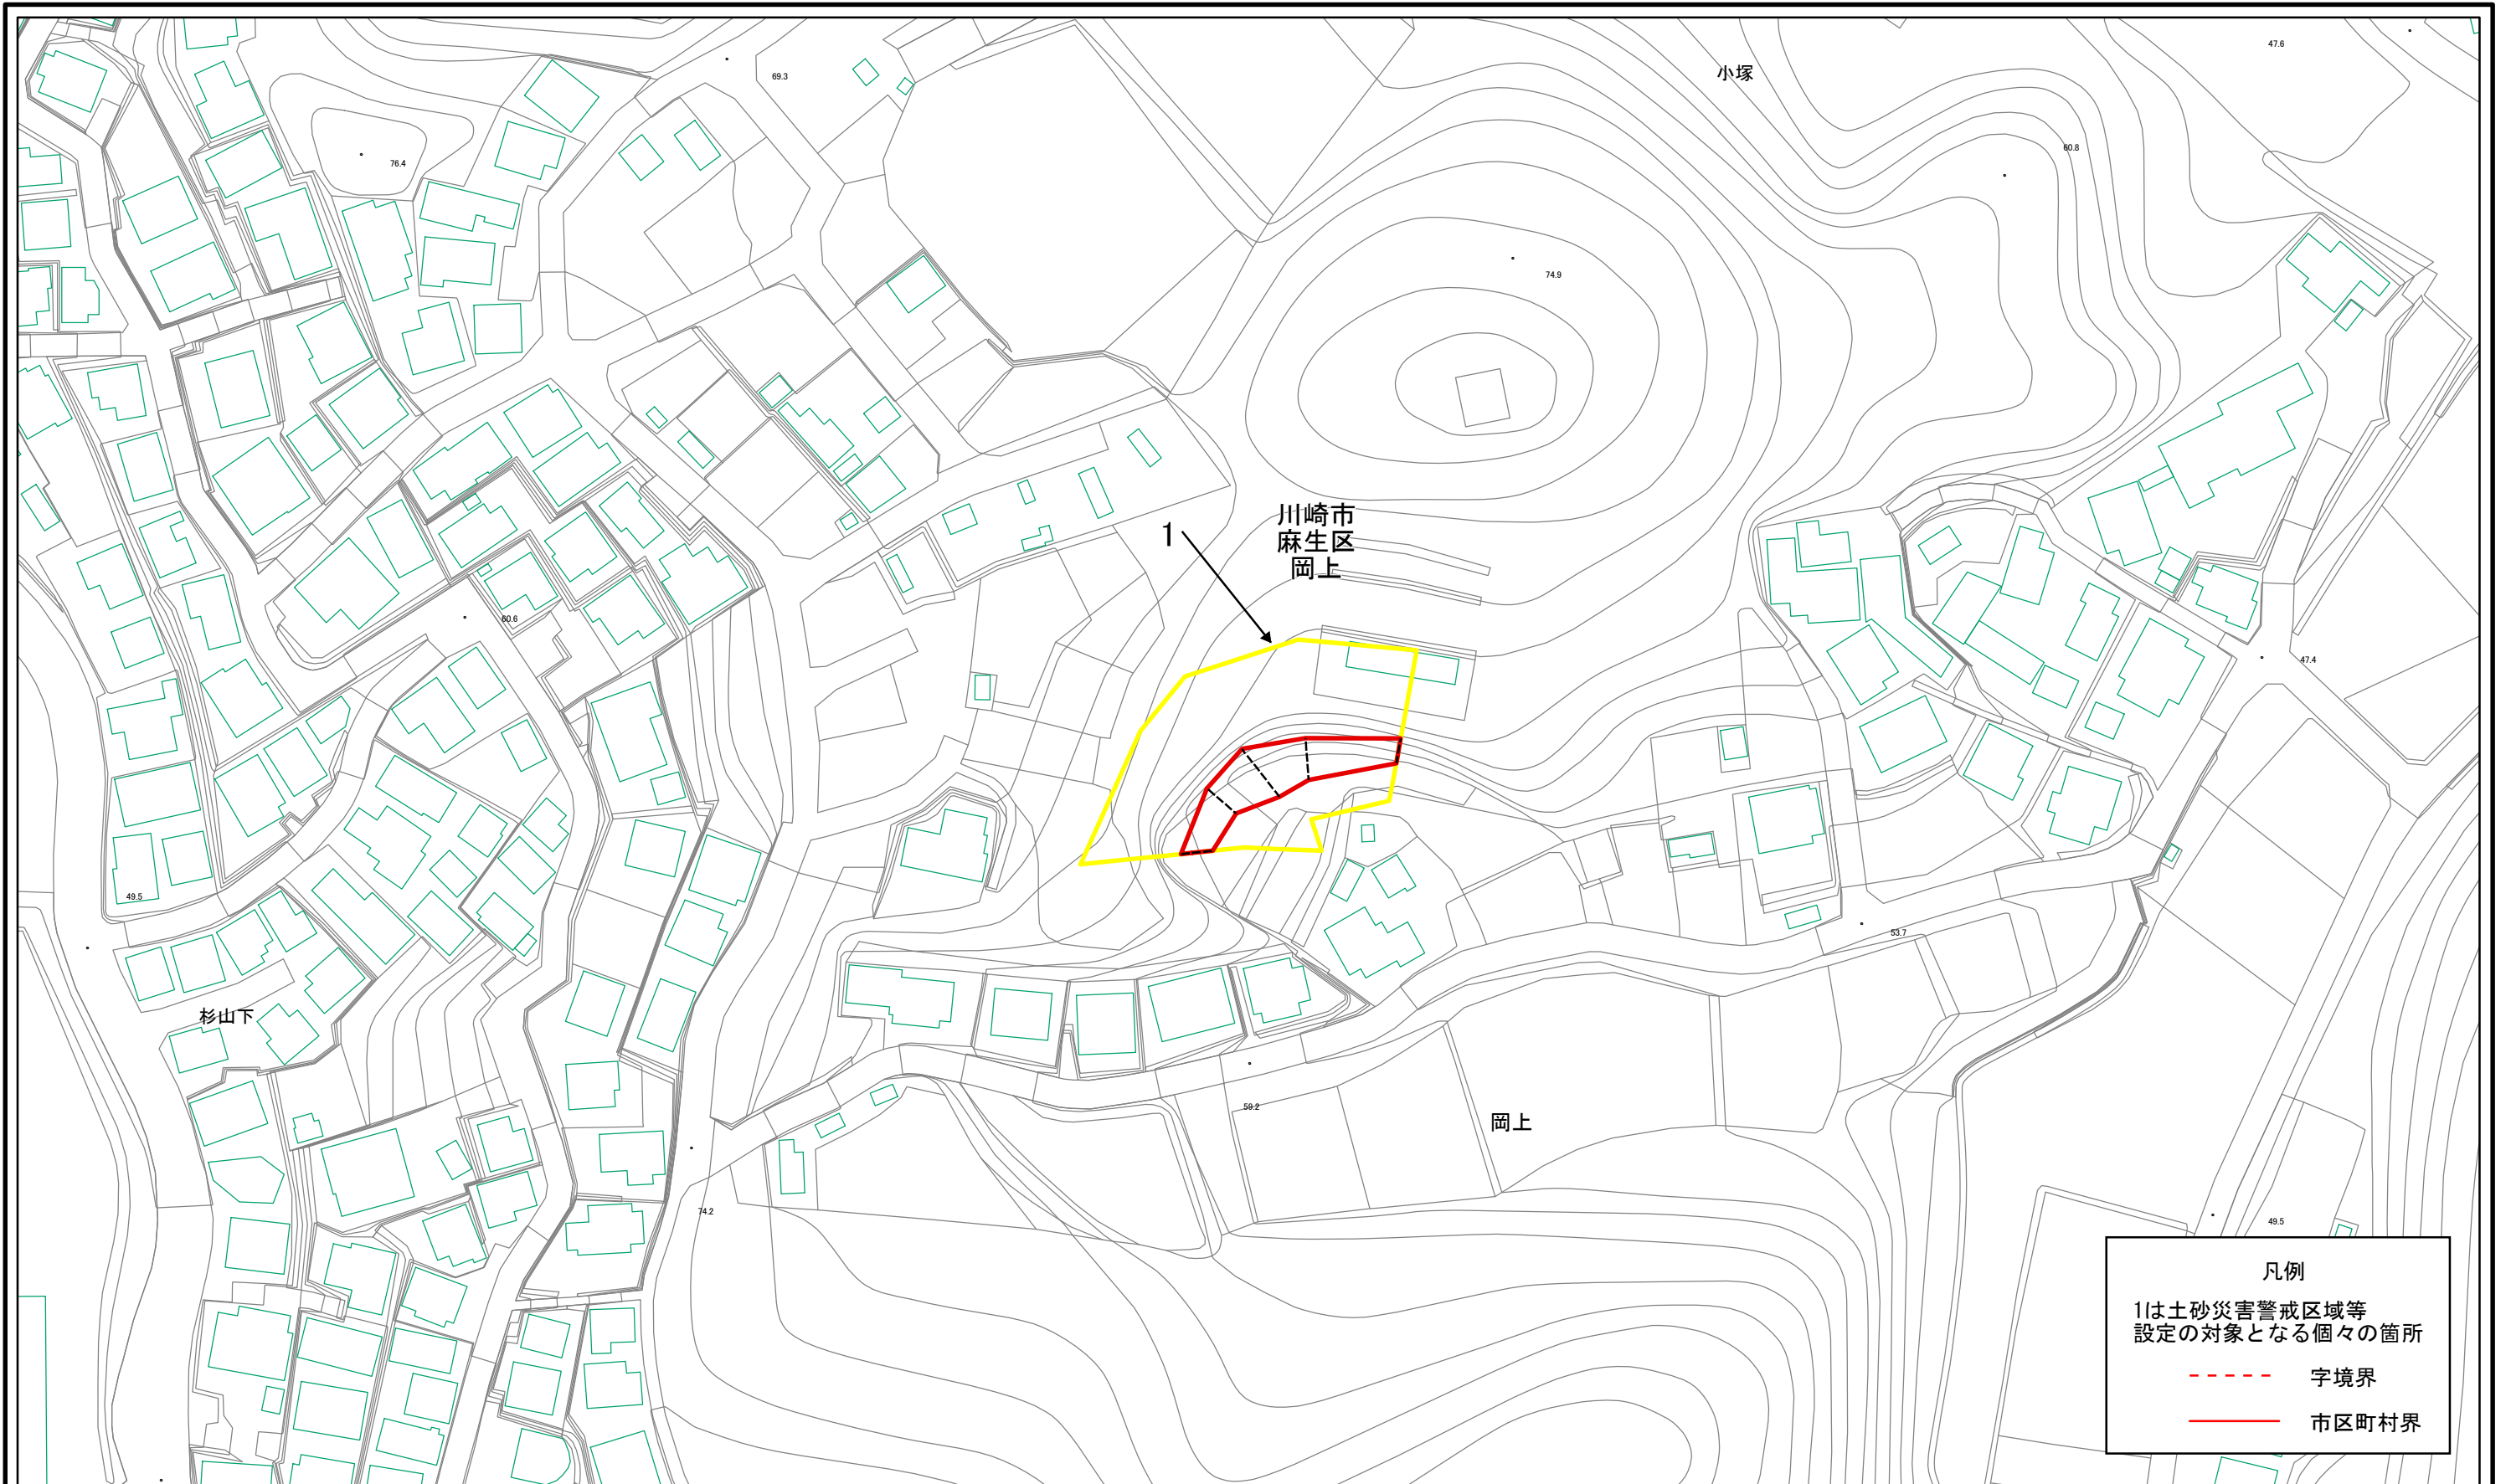 47.6
小塚
69.3
60.8
76.4
74.9
川崎市
麻生区
岡上
1
60.6
47.4
49.5
53.7
杉山下
59.2
岡上
74.2
49.5
凡例
1は土砂災害警戒区域等
設定の対象となる個々の箇所
字境界
市区町村界